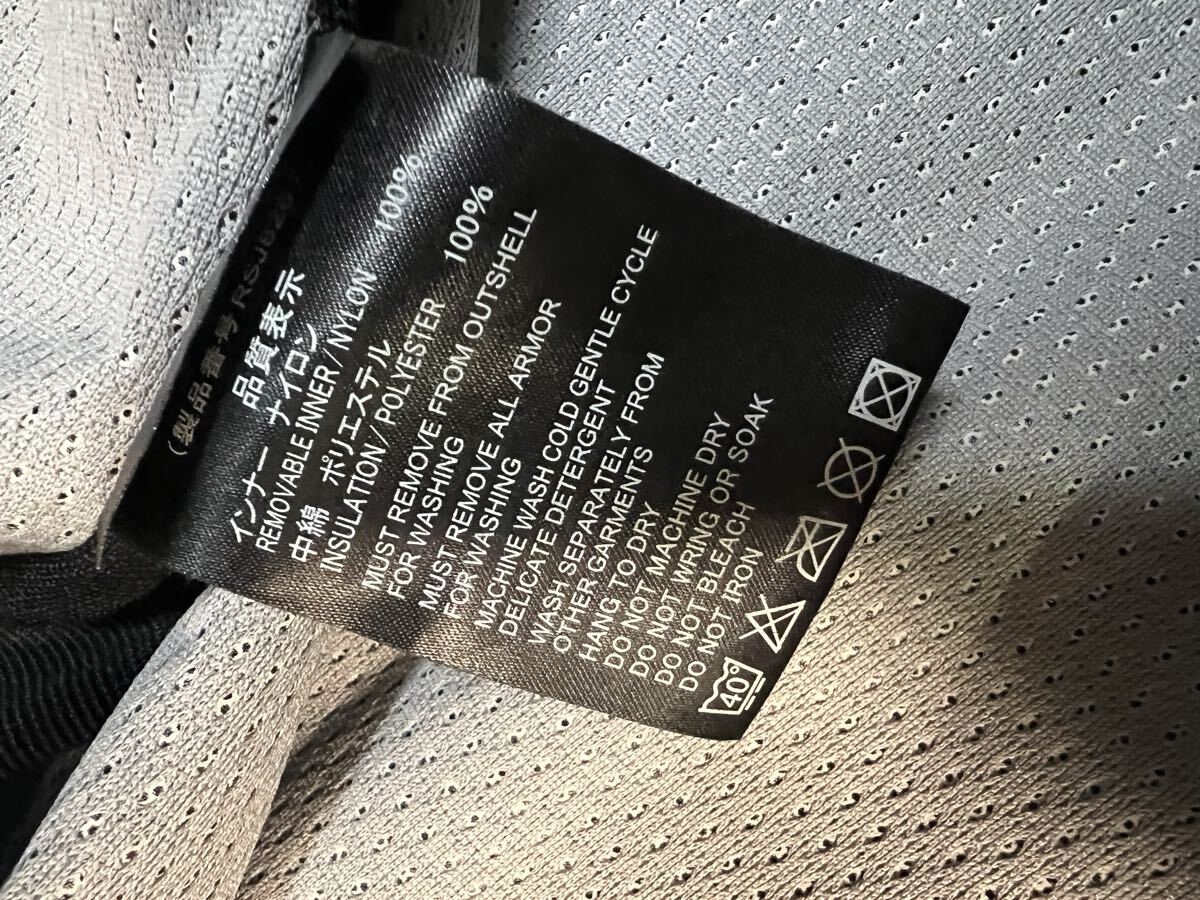 (製品番号 RSJ826)
品質表示
インナー ナイロン 100%
REMOVABLE INNER / NYLON
中綿 ポリエステル 100%
INSULATION / POLYESTER
MUST REMOVE FROM OUTSHELL
FOR WASHING
MUST REMOVE ALL ARMOR
FOR WASHING
MACHINE WASH COLD GENTLE CYCLE
DELICATE DETERGENT
WASH SEPARATELY FROM
OTHER GARMENTS
HANG TO DRY
DO NOT MACHINE DRY
DO NOT WRING OR SOAK
DO NOT BLEACH
DO NOT IRON
40°